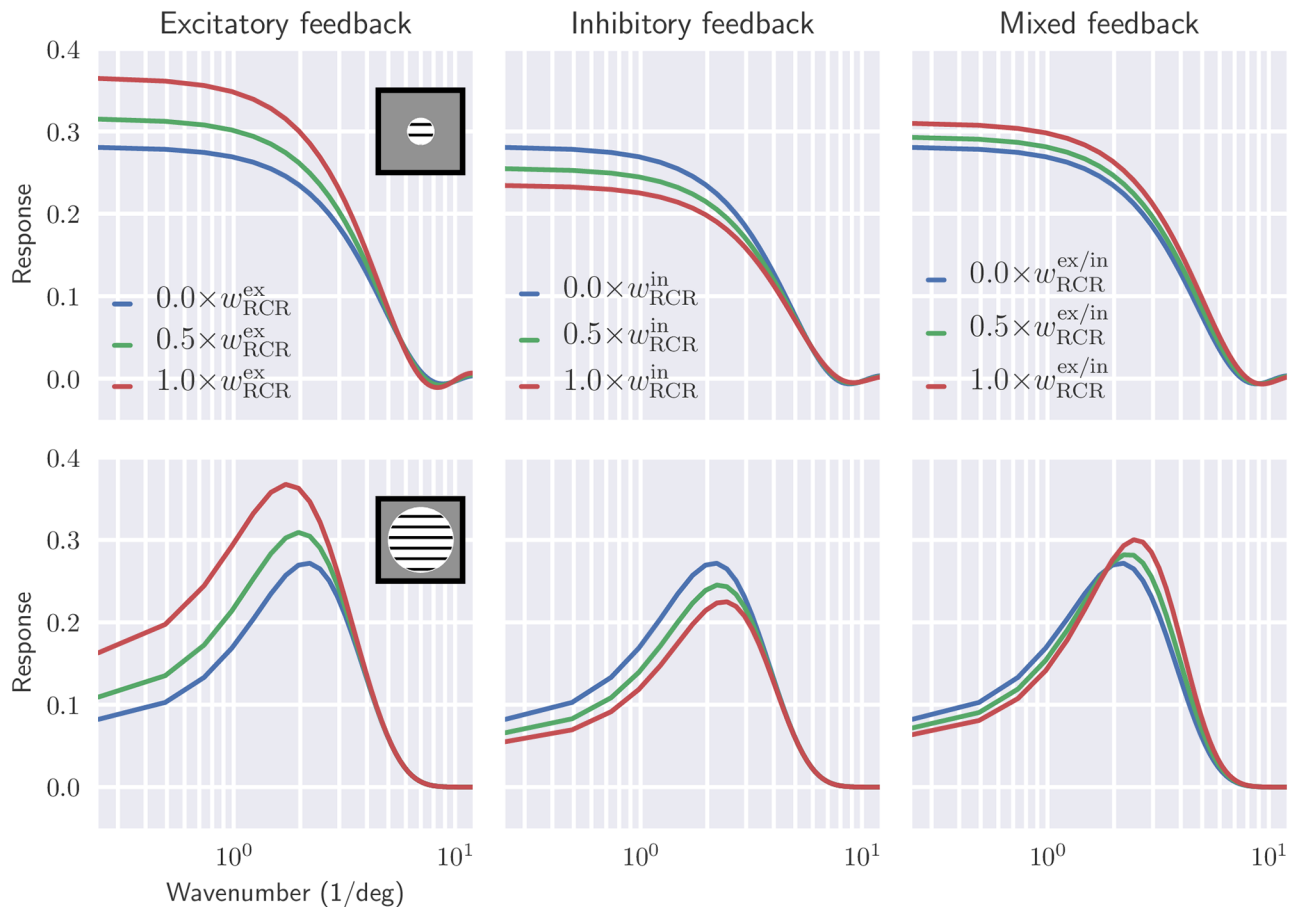 Excitatory feedback
Inhibitory feedback
Mixed feedback
Response
0.4
0.3
0.2
0.1
0.0
0.0×w^ex_RCR
0.5×w^ex_RCR
1.0×w^ex_RCR
0.0×w^in_RCR
0.5×w^in_RCR
1.0×w^in_RCR
0.0×w^ex/in_RCR
0.5×w^ex/in_RCR
1.0×w^ex/in_RCR
Response
0.4
0.3
0.2
0.1
0.0
10^0
10^1
10^0
10^1
10^0
10^1
Wavenumber (1/deg)